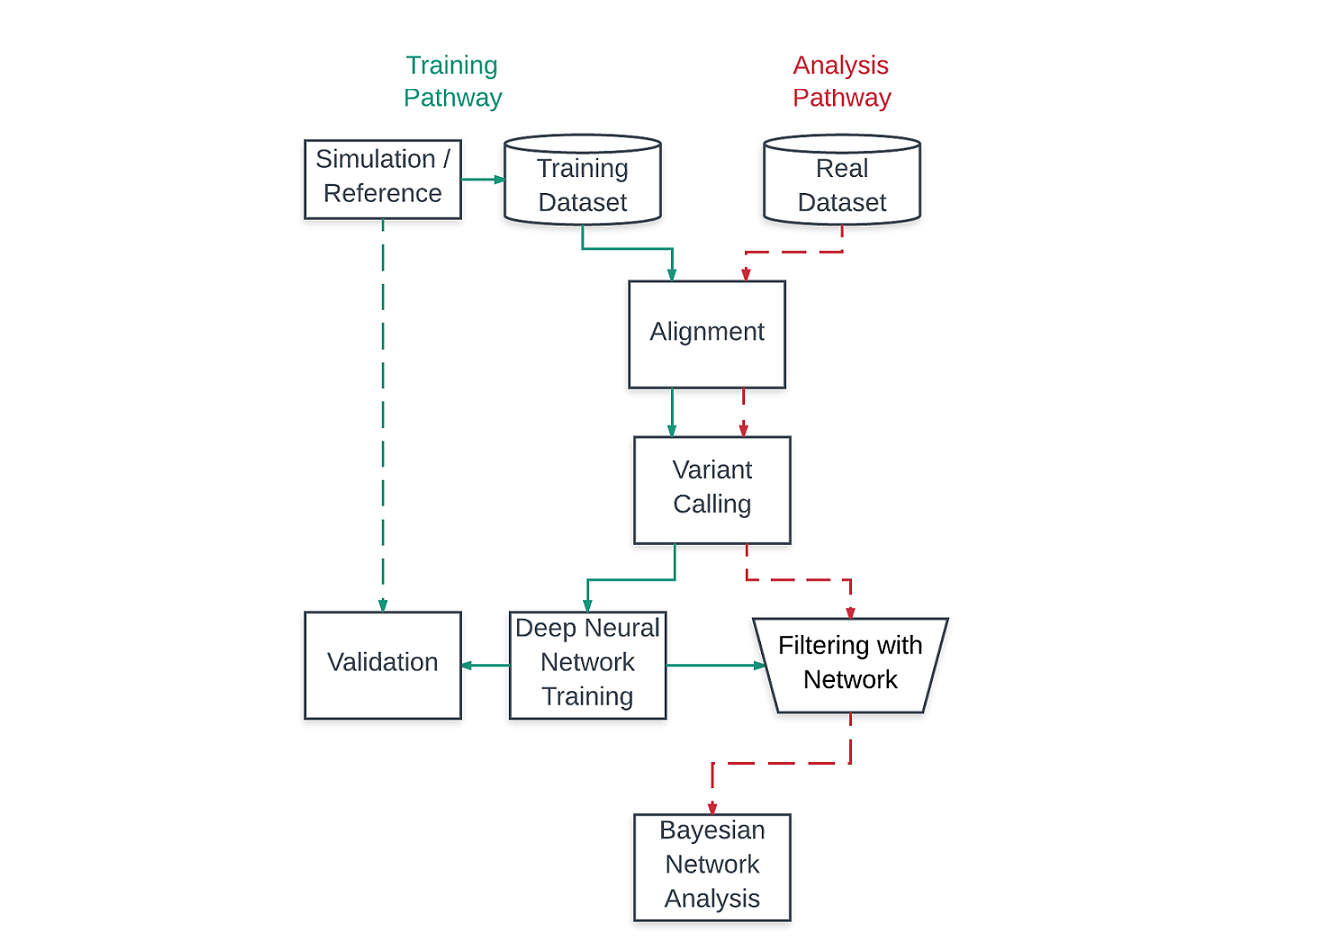 Training
Pathway
Analysis
Pathway
Simulation /
Reference
Training
Dataset
Real
Dataset
Alignment
Variant
Calling
Validation
Deep Neural
Network
Training
Filtering with
Network
Bayesian
Network
Analysis